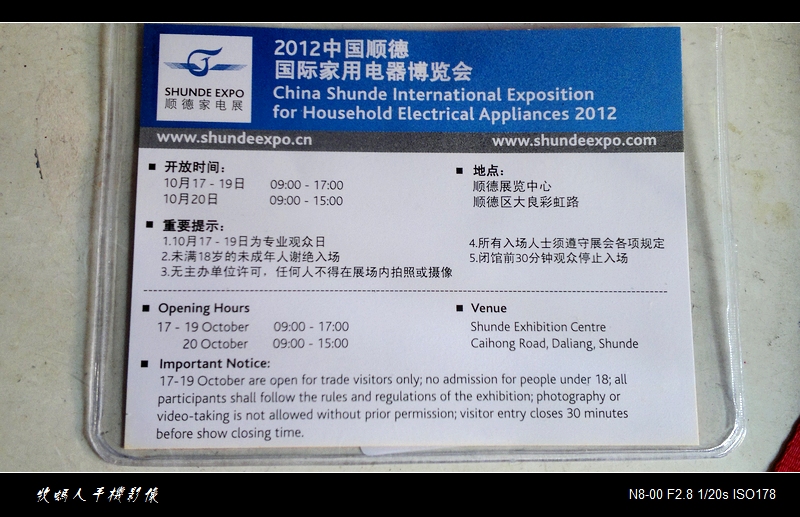 SHUNDE EXPO
顺德家电展
2012中国顺德
国际家用电器博览会
China Shunde International Exposition
for Household Electrical Appliances 2012
www.shundeexpo.cn
www.shundeexpo.com
■ 开放时间：
10月17 - 19日 09:00 - 17:00
10月20日 09:00 - 15:00
■ 地点：
顺德展览中心
顺德区大良彩虹路
■ 重要提示：
1.10月17 - 19日为专业观众日
2.未满18岁的未成年人谢绝入场
3.无主办单位许可，任何人不得在展场内拍照或摄像
4.所有入场人士须遵守展会各项规定
5.闭馆前30分钟观众停止入场
■ Opening Hours
17 - 19 October 09:00 - 17:00
20 October 09:00 - 15:00
■ Venue
Shunde Exhibition Centre
Caihong Road, Daliang, Shunde
■ Important Notice:
17-19 October are open for trade visitors only; no admission for people under 18; all
participants shall follow the rules and regulations of the exhibition; photography or
video-taking is not allowed without prior permission; visitor entry closes 30 minutes
before show closing time.
人手機影像
N8-00 F2.8 1/20s ISO178